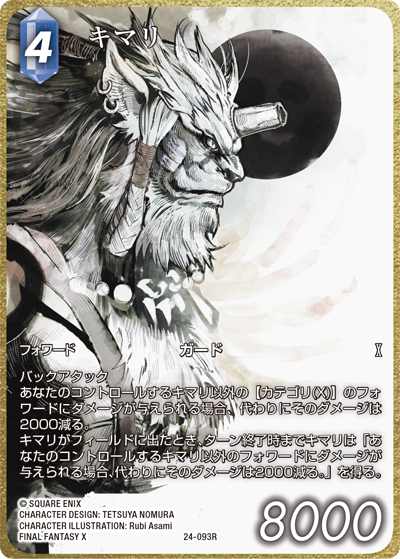 4
キマリ
フォワード ガード X
バックアタック
あなたのコントロールするキマリ以外の【カテゴリ(X)】のフォ
ワードにダメージが与えられる場合、代わりにそのダメージは
2000減る。
キマリがフィールドに出たとき、ターン終了時までキマリは「あ
なたのコントロールするキマリ以外のフォワードにダメージが
与えられる場合、代わりにそのダメージは2000減る。」を得る。
© SQUARE ENIX
CHARACTER DESIGN: TETSUYA NOMURA
CHARACTER ILLUSTRATION: Rubi Asami
FINAL FANTASY X 24-093R
8000